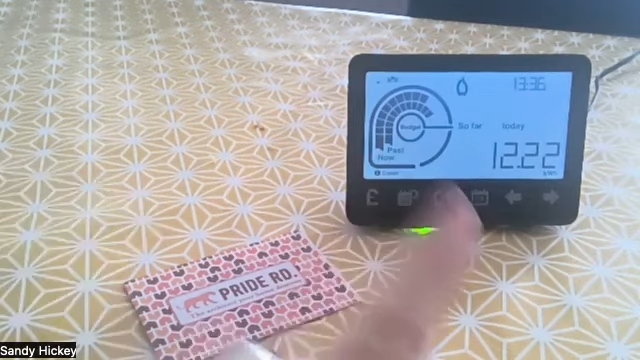 13:36
Budget
So far today
Past
Now
12.22
£
PRIDE RD.
Sandy Hickey